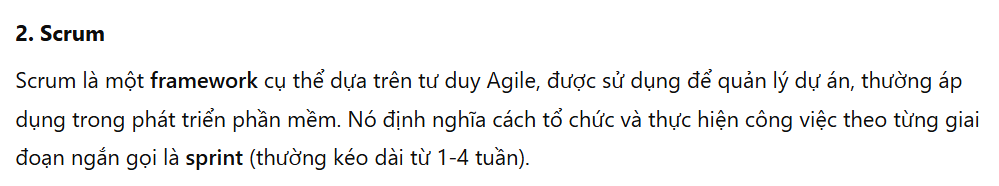 2. Scrum
Scrum là một framework cụ thể dựa trên tư duy Agile, được sử dụng để quản lý dự án, thường áp
dụng trong phát triển phần mềm. Nó định nghĩa cách tổ chức và thực hiện công việc theo từng giai
đoạn ngắn gọi là sprint (thường kéo dài từ 1-4 tuần).